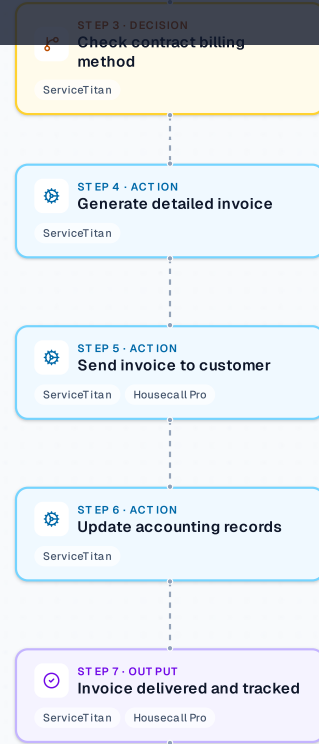 STEP 3 · DECISION
Check contract billing
method
ServiceTitan
STEP 4 · ACTION
Generate detailed invoice
ServiceTitan
STEP 5 · ACTION
Send invoice to customer
ServiceTitan Housecall Pro
STEP 6 · ACTION
Update accounting records
ServiceTitan
STEP 7 · OUTPUT
Invoice delivered and tracked
ServiceTitan Housecall Pro